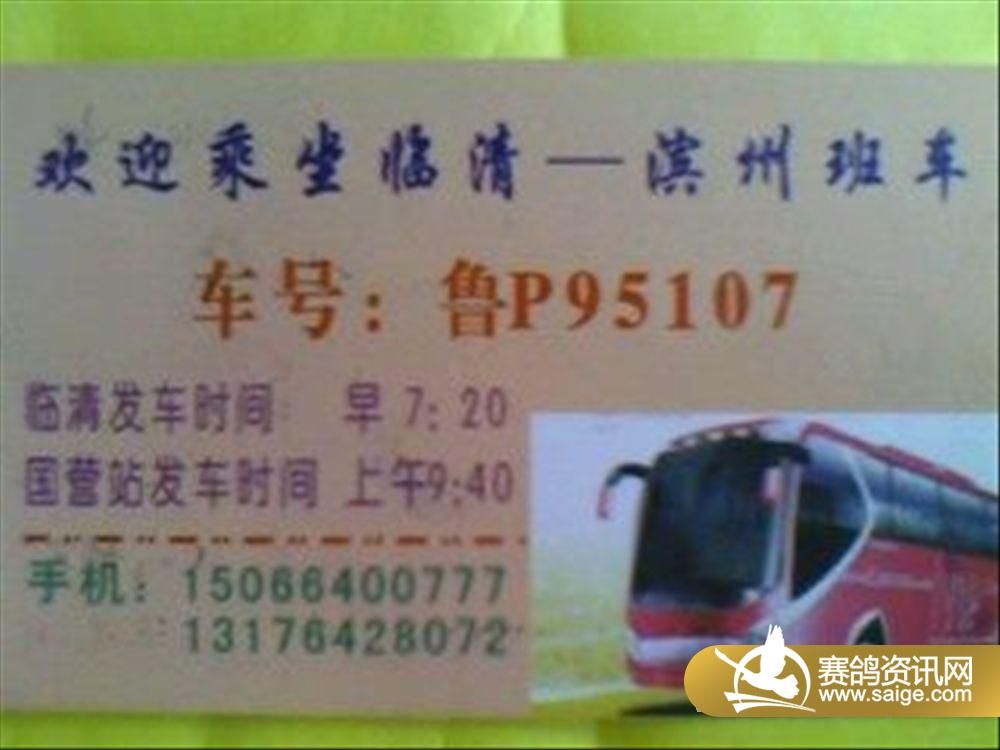 欢迎乘坐临清—滨州班车
车号：鲁P95107
临清发车时间 早 7：20
国营站发车时间 上午9:40
手机：15066400777
13176428072
赛鸽资讯网
www.saige.com